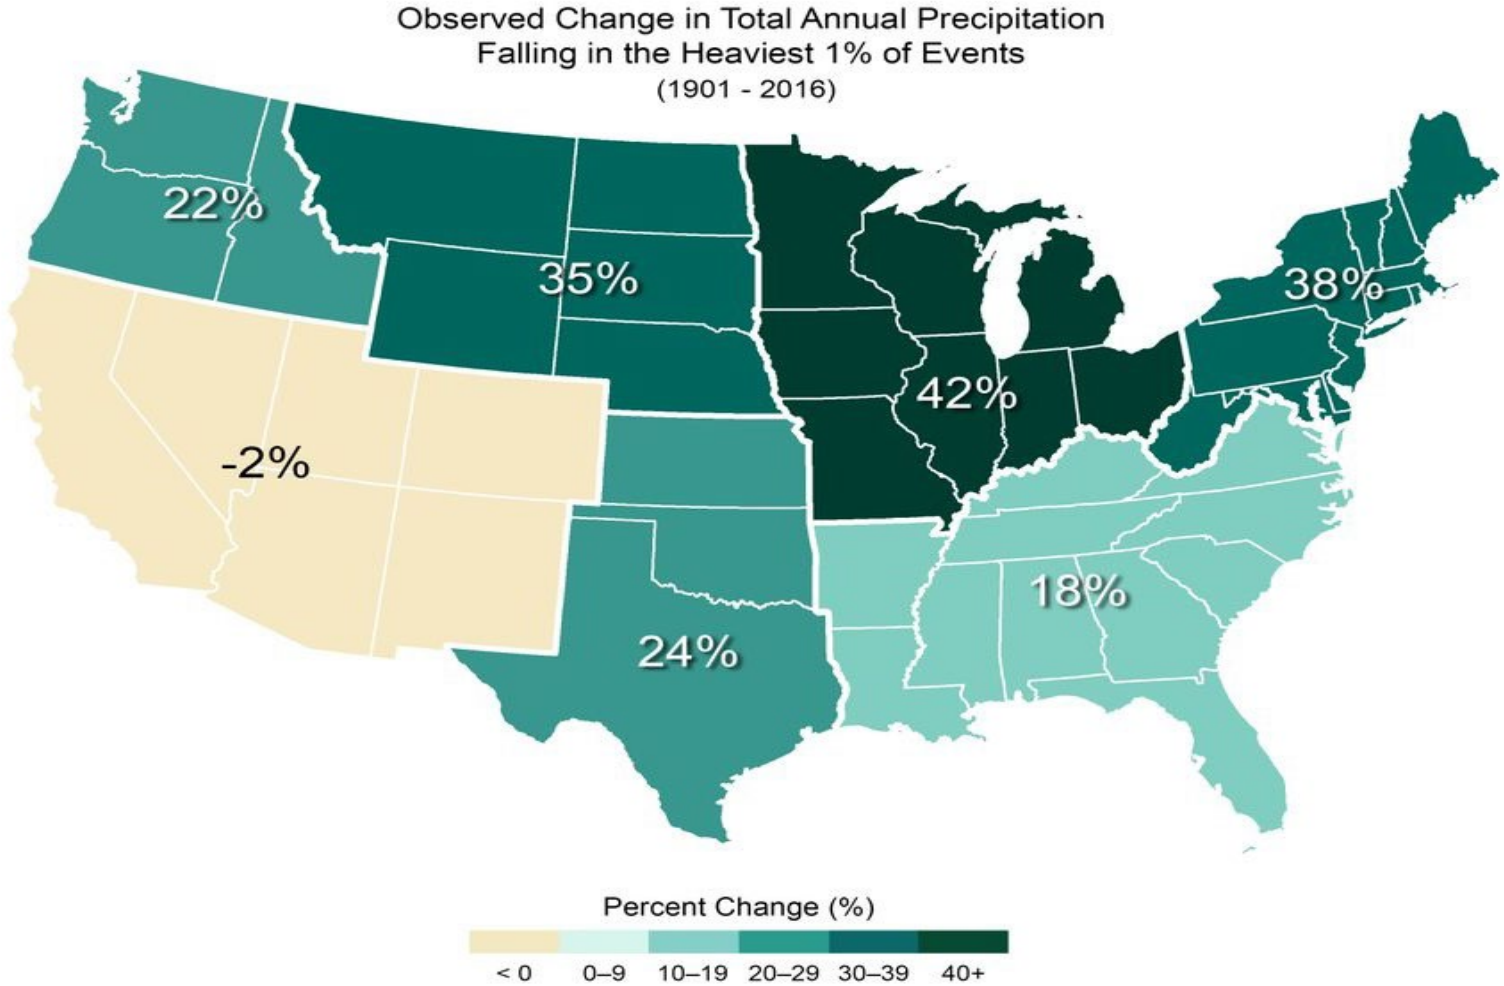 Observed Change in Total Annual Precipitation
Falling in the Heaviest 1% of Events
(1901 - 2016)
22%
35%
38%
42%
-2%
18%
24%
Percent Change (%)
< 0 0–9 10–19 20–29 30–39 40+